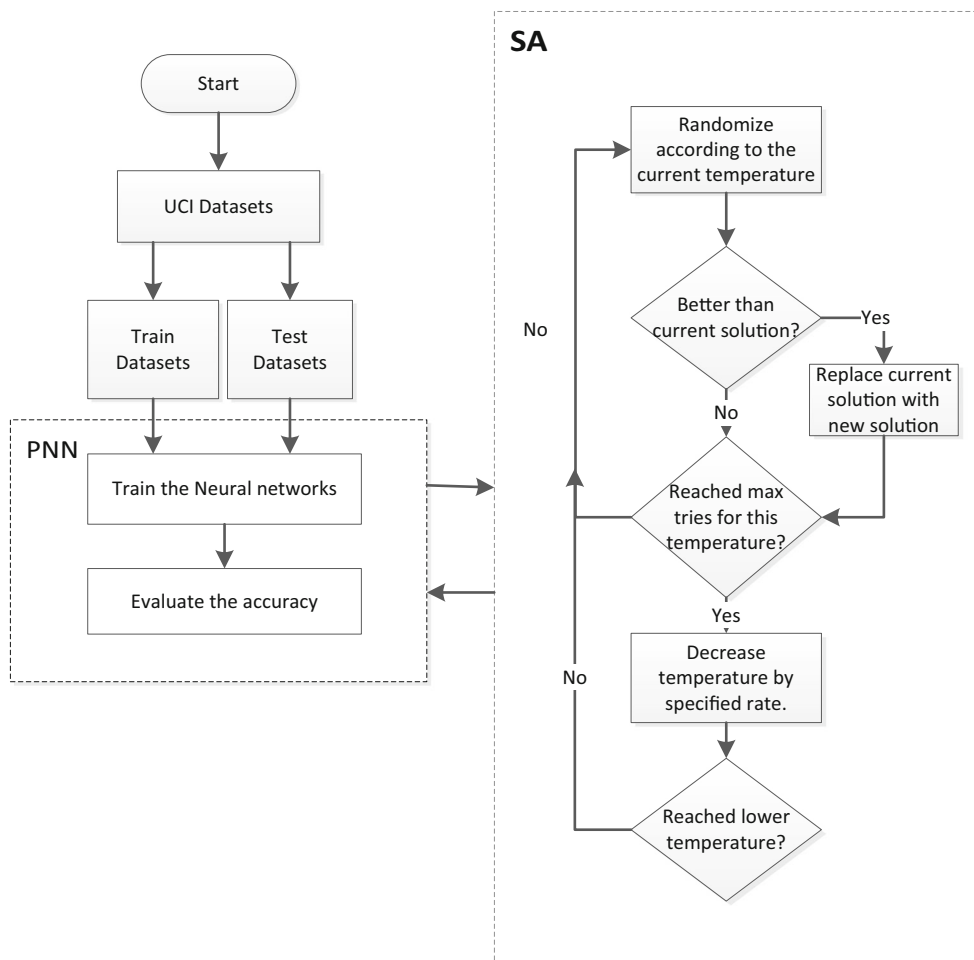 Start
UCI Datasets
Train
Datasets
Test
Datasets
PNN
Train the Neural networks
Evaluate the accuracy
SA
Randomize
according to the
current temperature
Better than
current solution?
Yes
Replace current
solution with
new solution
No
No
Reached max
tries for this
temperature?
Yes
Decrease
temperature by
specified rate.
No
Reached lower
temperature?